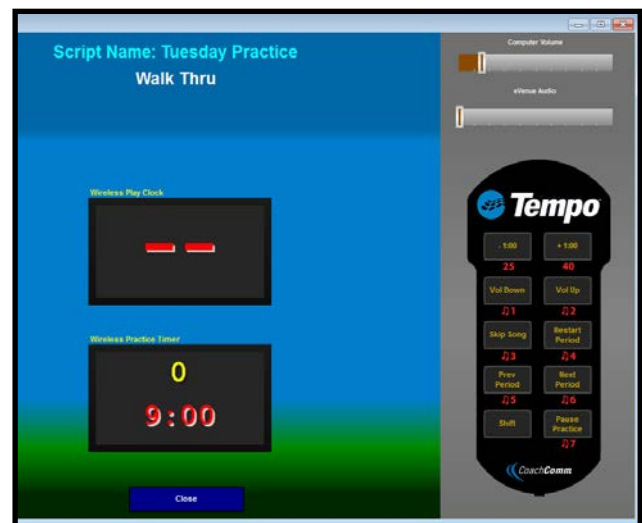 Script Name: Tuesday Practice
Walk Thru
Wireless Play Clock
-- 
Wireless Practice Timer
0
9:00
Close
Computer Volume
eVenue Audio
Tempo
- 1:00 + 1:00
25 40
Vol Down Vol Up
♫1 ♫2
Skip Song Restart Period
♫3 ♫4
Prev Period Next Period
♫5 ♫6
Shift Pause Practice
♫7
CoachComm